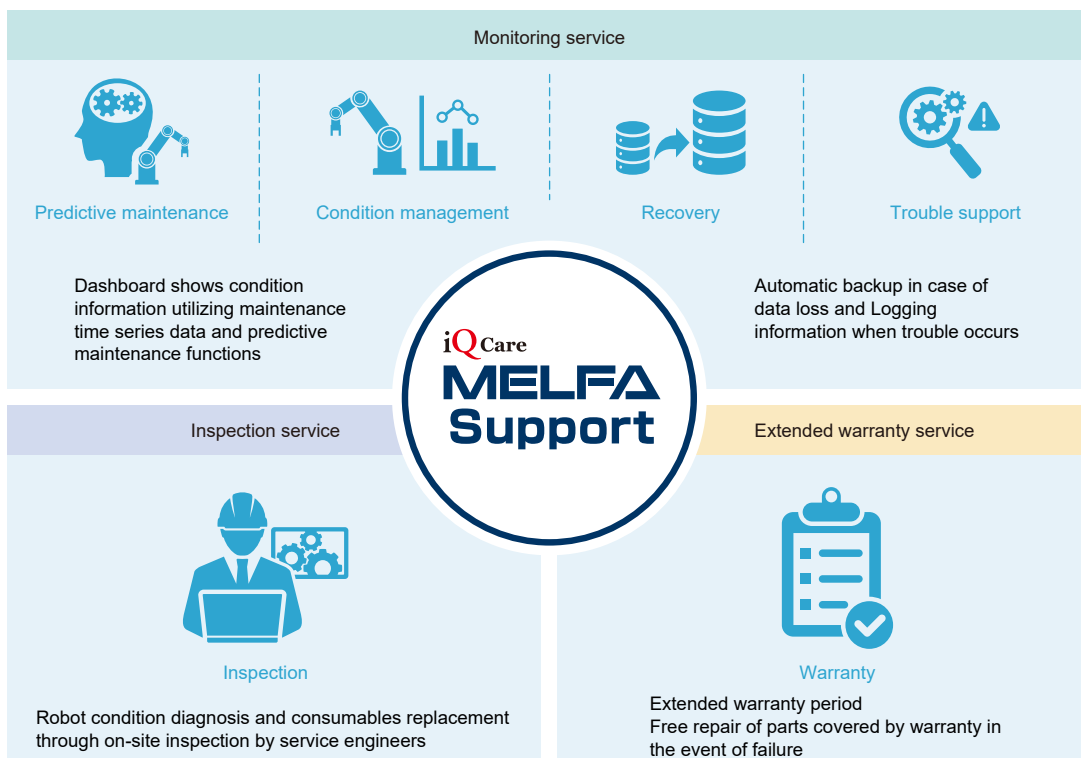 Monitoring service
Predictive maintenance
Condition management
Recovery
Trouble support
Dashboard shows condition
information utilizing maintenance
time series data and predictive
maintenance functions
Automatic backup in case of
data loss and Logging
information when trouble occurs
iQ Care
MELFA
Support
Inspection service
Extended warranty service
Inspection
Robot condition diagnosis and consumables replacement
through on-site inspection by service engineers
Warranty
Extended warranty period
Free repair of parts covered by warranty in
the event of failure